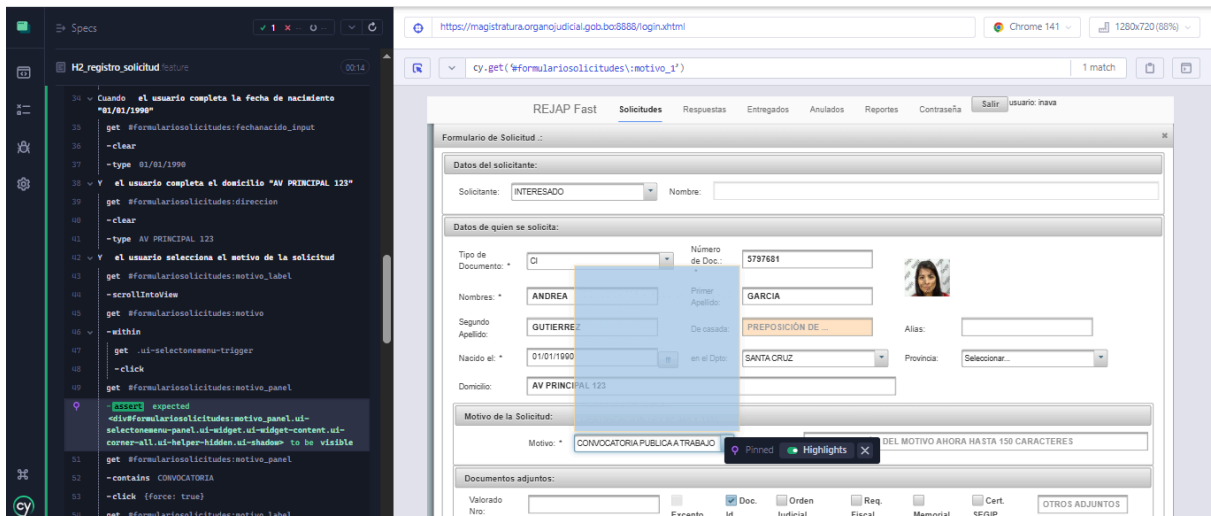 Specs
✓ 1 × -- --
H2_registro_solicitud feature 00:14
34 Cuando el usuario completa la fecha de nacimiento
"01/01/1990"
35 get #formulariosolicitudes:fechanacido_input
36 -clear
37 -type 01/01/1990
38 Y el usuario completa el domicilio "AV PRINCIPAL 123"
39 get #formulariosolicitudes:direccion
40 -clear
41 -type AV PRINCIPAL 123
42 Y el usuario selecciona el motivo de la solicitud
43 get #formulariosolicitudes:motivo_label
44 -scrollIntoView
45 get #formulariosolicitudes:motivo
46 -within
47 get .ui-selectonemenu-trigger
48 -click
49 get #formulariosolicitudes:motivo_panel
-assert expected
<div#formulariosolicitudes:motivo_panel.ui-
selectonemenu-panel.ui-widget.ui-widget-content.ui-
corner-all.ui-helper-hidden.ui-shadow> to be visible
51 get #formulariosolicitudes:motivo_panel
52 -contains CONVOCATORIA
53 -click {force: true}
54 get #formulariosolicitudes:motivo_label
cy
https://magistratura.organojudicial.gob.bo:8888/login.xhtml
Chrome 141
1280x720 (88%)
cy.get('#formulariosolicitudes\:motivo_1') 1 match
REJAP Fast Solicitudes Respuestas Entregados Anulados Reportes Contraseña Salir usuario: inava
Formulario de Solicitud .:
Datos del solicitante:
Solicitante: INTERESADO Nombre:
Datos de quien se solicita:
Tipo de Documento: * CI Número de Doc.: * 5797681
Nombres: * ANDREA Primer Apellido: GARCIA
Segundo Apellido: GUTIERREZ De casada: PREPOSICIÓN DE ... Alias:
Nacido el: * 01/01/1990 en el Dpto: SANTA CRUZ Provincia: Seleccionar...
Domicilio: AV PRINCIPAL 123
Motivo de la Solicitud:
Motivo: * CONVOCATORIA PUBLICA A TRABAJO DEL MOTIVO AHORA HASTA 150 CARACTERES
Pinned Highlights
Documentos adjuntos:
Valorado Nro: Excento Doc. Id. Orden Judicial Req. Fiscal Memorial Cert. SEGIP OTROS ADJUNTOS